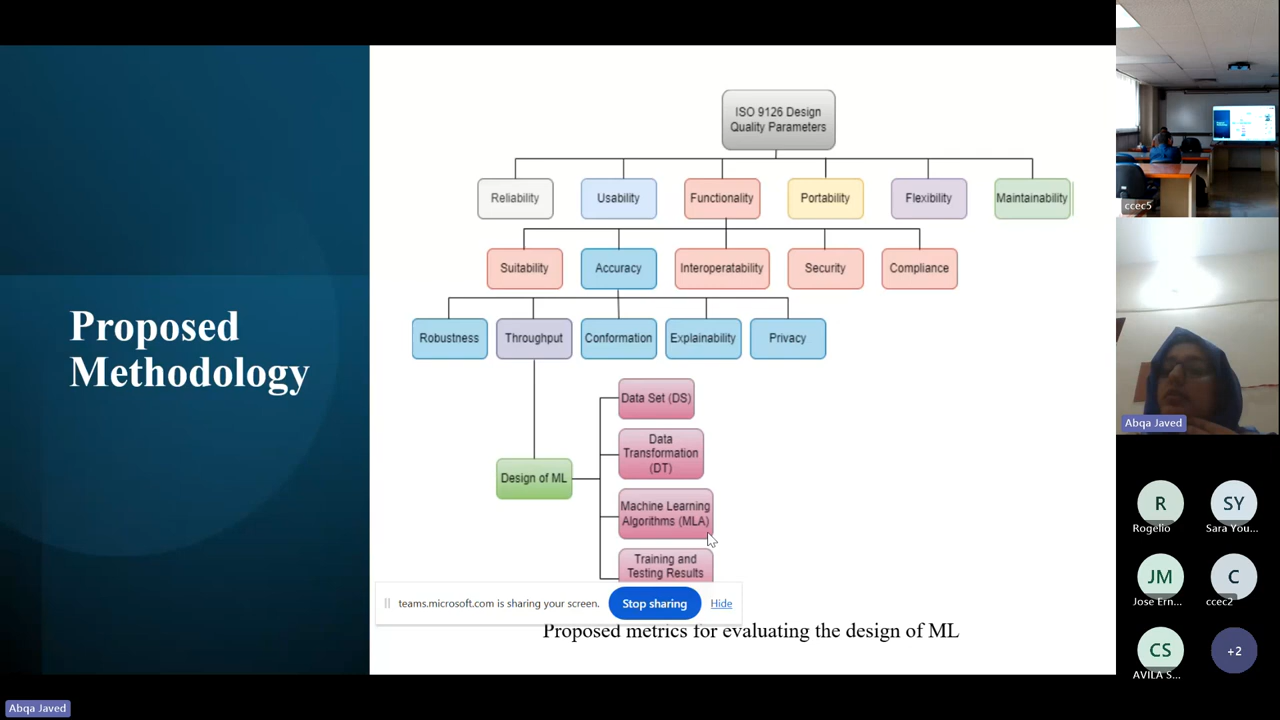 Proposed
Methodology
ISO 9126 Design
Quality Parameters
Reliability
Usability
Functionality
Portability
Flexibility
Maintainability
Suitability
Accuracy
Interoperatability
Security
Compliance
Robustness
Throughput
Conformation
Explainability
Privacy
Data Set (DS)
Data
Transformation
(DT)
Design of ML
Machine Learning
Algorithms (MLA)
Training and
Testing Results
teams.microsoft.com is sharing your screen.
Stop sharing
Hide
Proposed metrics for evaluating the design of ML
ccec5
Abqa Javed
R
Rogelio
SY
Sara You...
JM
Jose Ern...
C
ccec2
CS
AVILA S...
+2
Abqa Javed